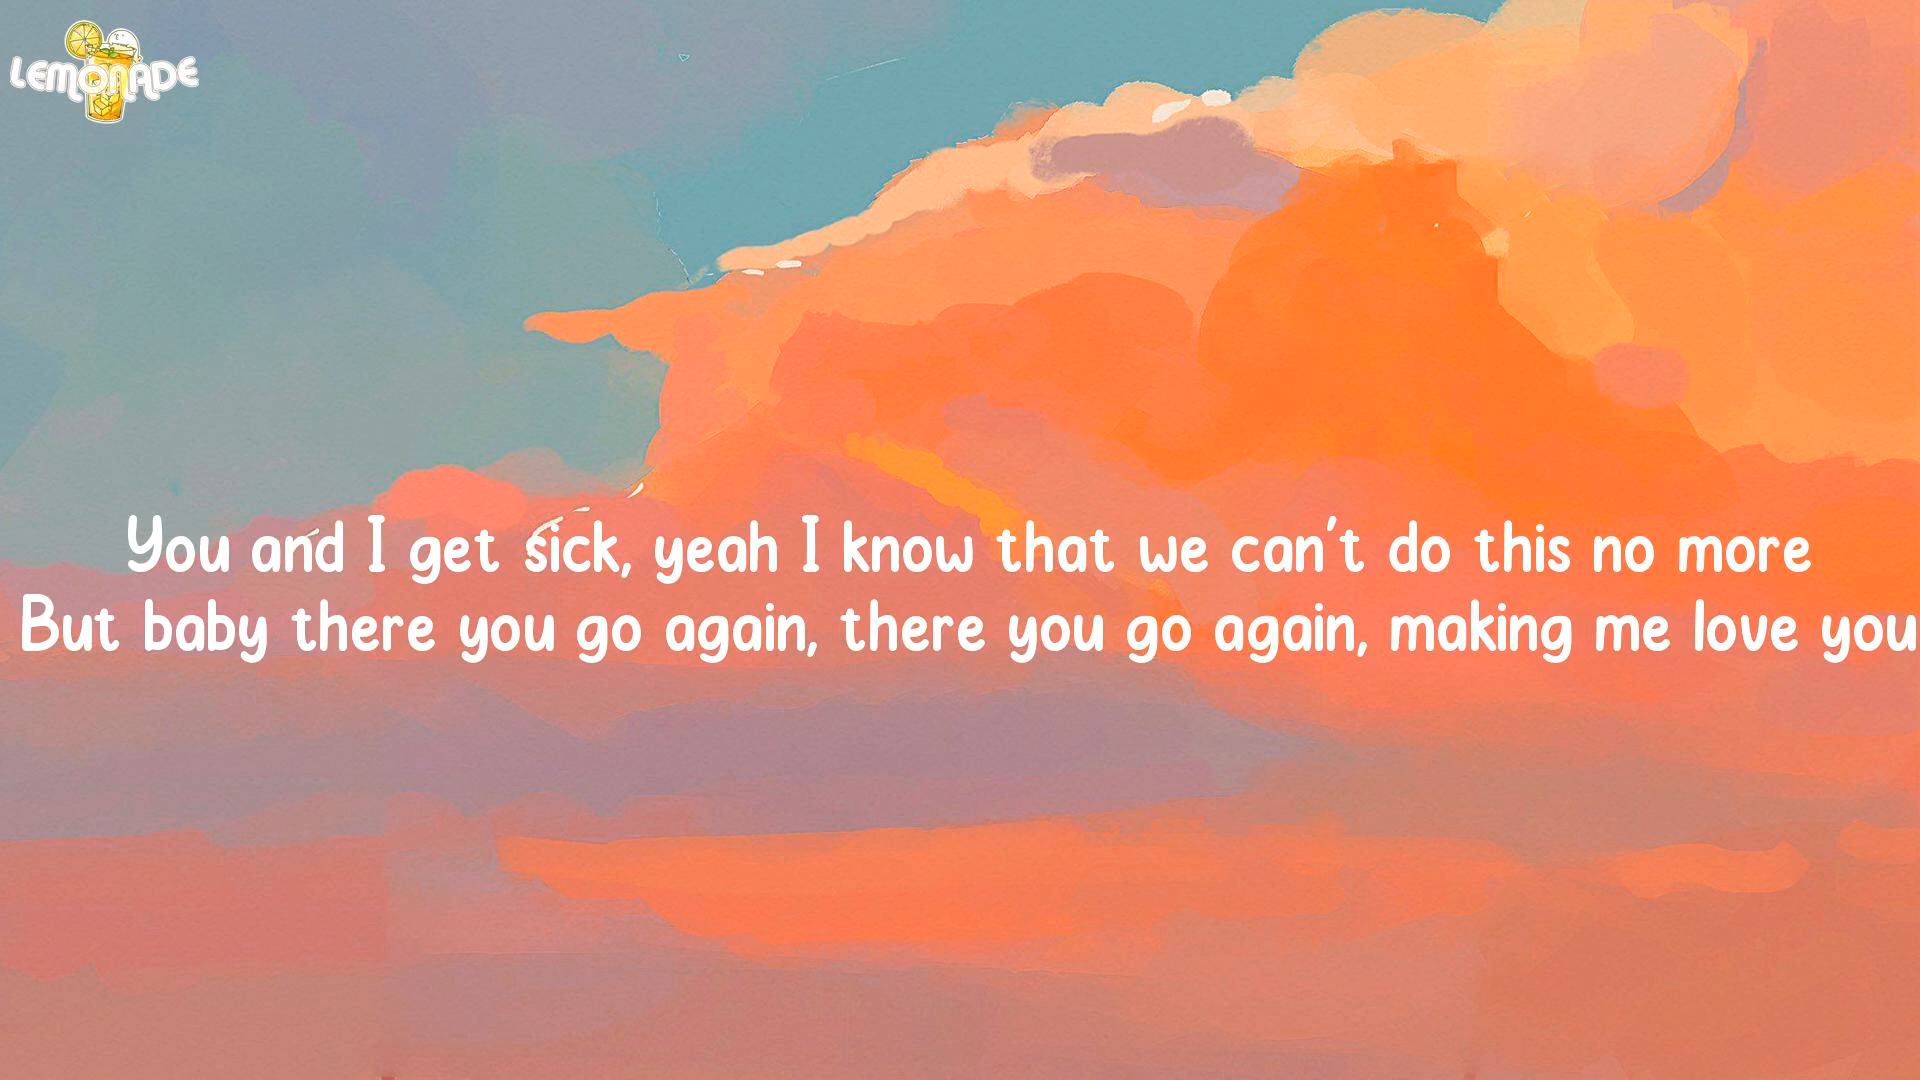 LEMONADE
You and I get sick, yeah I know that we can't do this no more
But baby there you go again, there you go again, making me love you